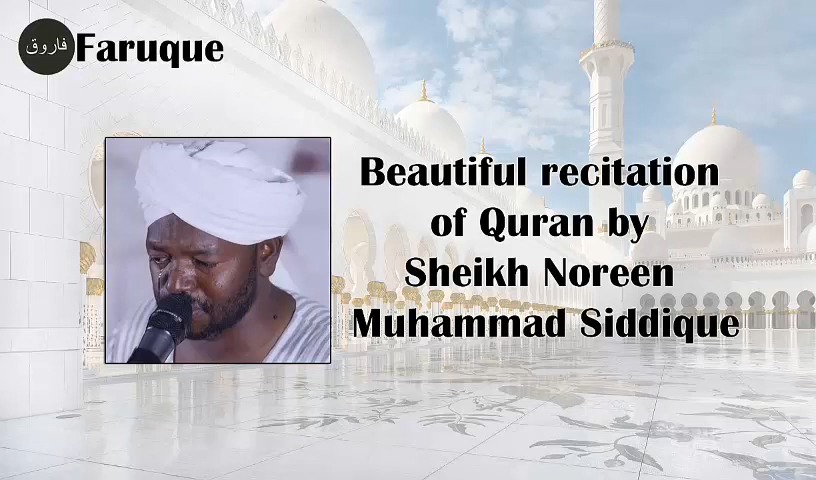 فاروق
Faruque
Beautiful recitation
of Quran by
Sheikh Noreen
Muhammad Siddique